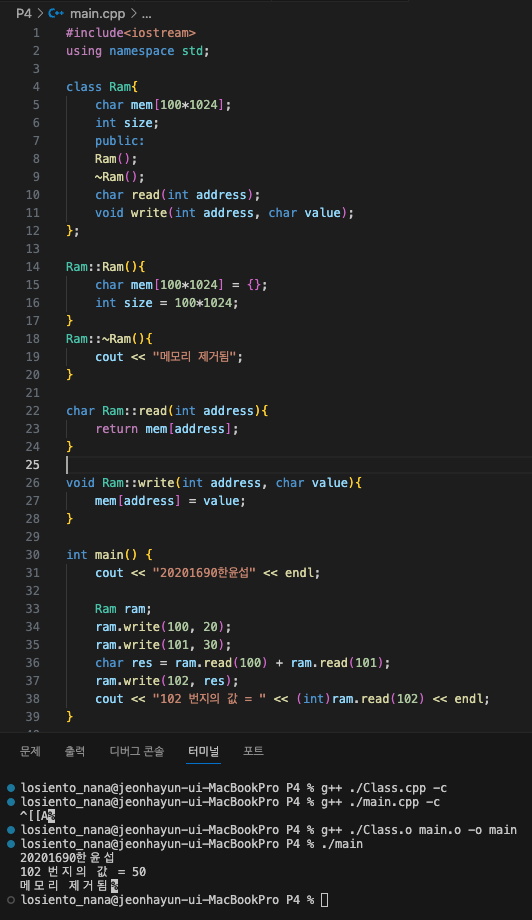 P4 > C++ main.cpp > ...
1 #include<iostream>
2 using namespace std;
3
4 class Ram{
5 char mem[100*1024];
6 int size;
7 public:
8 Ram();
9 ~Ram();
10 char read(int address);
11 void write(int address, char value);
12 };
13
14 Ram::Ram(){
15 char mem[100*1024] = {};
16 int size = 100*1024;
17 }
18 Ram::~Ram(){
19 cout << "메모리 제거됨";
20 }
21
22 char Ram::read(int address){
23 return mem[address];
24 }
25
26 void Ram::write(int address, char value){
27 mem[address] = value;
28 }
29
30 int main() {
31 cout << "20201690한윤섭" << endl;
32
33 Ram ram;
34 ram.write(100, 20);
35 ram.write(101, 30);
36 char res = ram.read(100) + ram.read(101);
37 ram.write(102, res);
38 cout << "102 번지의 값 = " << (int)ram.read(102) << endl;
39 }
문제 출력 디버그 콘솔 터미널 포트
losiento_nana@jeonhayun-ui-MacBookPro P4 % g++ ./Class.cpp -c
losiento_nana@jeonhayun-ui-MacBookPro P4 % g++ ./main.cpp -c
^[[A%
losiento_nana@jeonhayun-ui-MacBookPro P4 % g++ ./Class.o main.o -o main
losiento_nana@jeonhayun-ui-MacBookPro P4 % ./main
20201690한윤섭
102 번지의 값 = 50
메모리 제거됨%
losiento_nana@jeonhayun-ui-MacBookPro P4 %